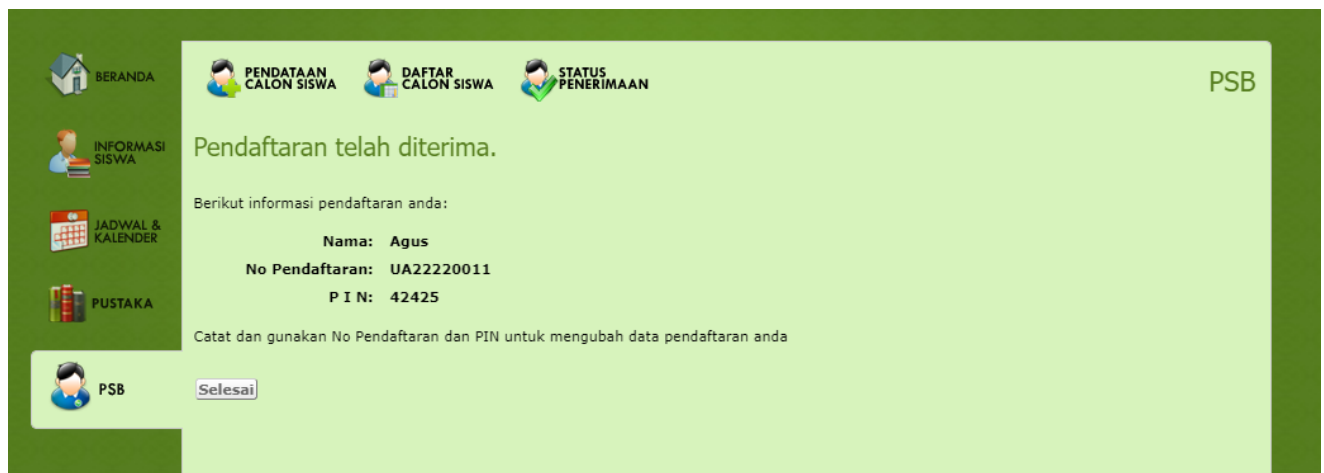 BERANDA
PENDATAAN
CALON SISWA
DAFTAR
CALON SISWA
STATUS
PENERIMAAN
PSB
INFORMASI
SISWA
Pendaftaran telah diterima.
Berikut informasi pendaftaran anda:
JADWAL &
KALENDER
Nama: Agus
No Pendaftaran: UA22220011
P I N: 42425
PUSTAKA
Catat dan gunakan No Pendaftaran dan PIN untuk mengubah data pendaftaran anda
PSB
Selesai